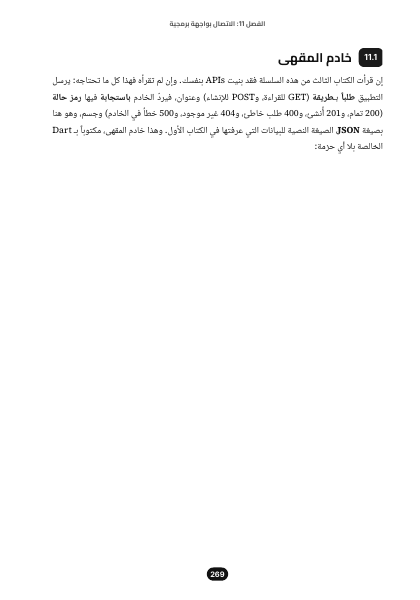 الفصل 11: الاتصال بواجهة برمجية
11.1 خادم المقهى
إن قرأت الكتاب الثالث من هذه السلسلة فقد بنيت APIs بنفسك. وإن لم تقرأه فهذا كل ما تحتاجه: يرسل
التطبيق طلباً بـطريقة (GET للقراءة، وPOST للإنشاء) وعنوان، فيردّ الخادم باستجابة فيها رمز حالة
(200 تمام، و201 أُنشئ، و400 طلب خاطئ، و404 غير موجود، و500 خطأ في الخادم) وجسم، وهو هنا
بصيغة JSON الصيغة النصية للبيانات التي عرفتها في الكتاب الأول. وهذا خادم المقهى، مكتوباً بـ Dart
الخالصة بلا أي حزمة:
269